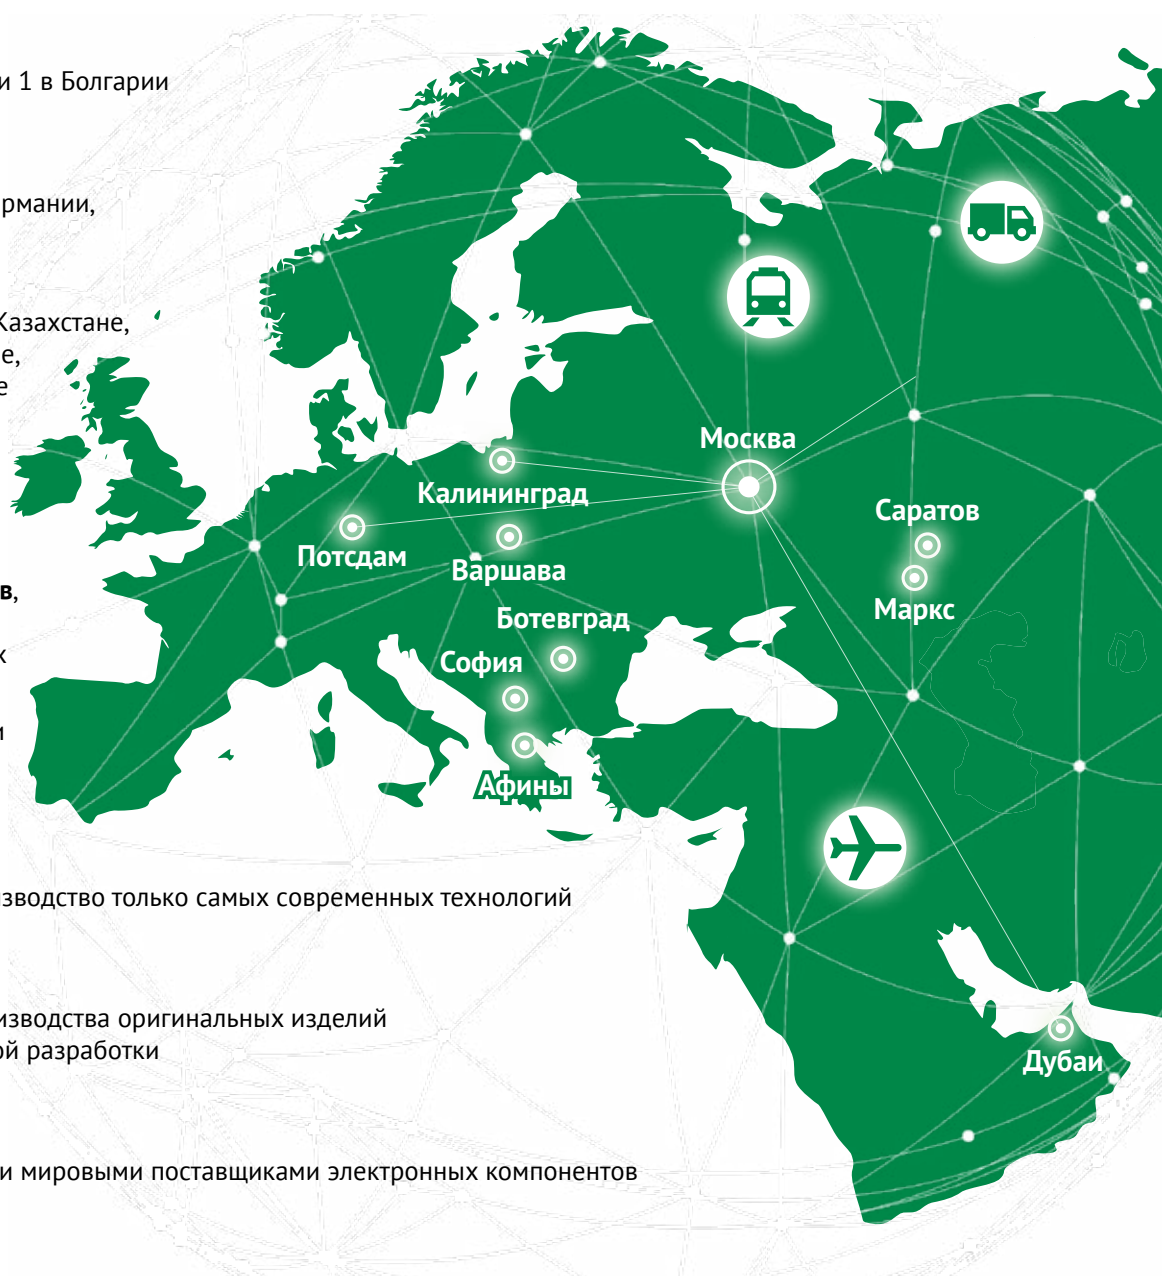 и 1 в Болгарии
рмании,
Казахстане,
е,
е
Москва
Калининград
Саратов
Потсдам
Варшава
в,
Маркс
Ботевград
х
София
и
Афины
зводство только самых современных технологий
изводства оригинальных изделий
ой разработки
Дубаи
и мировыми поставщиками электронных компонентов